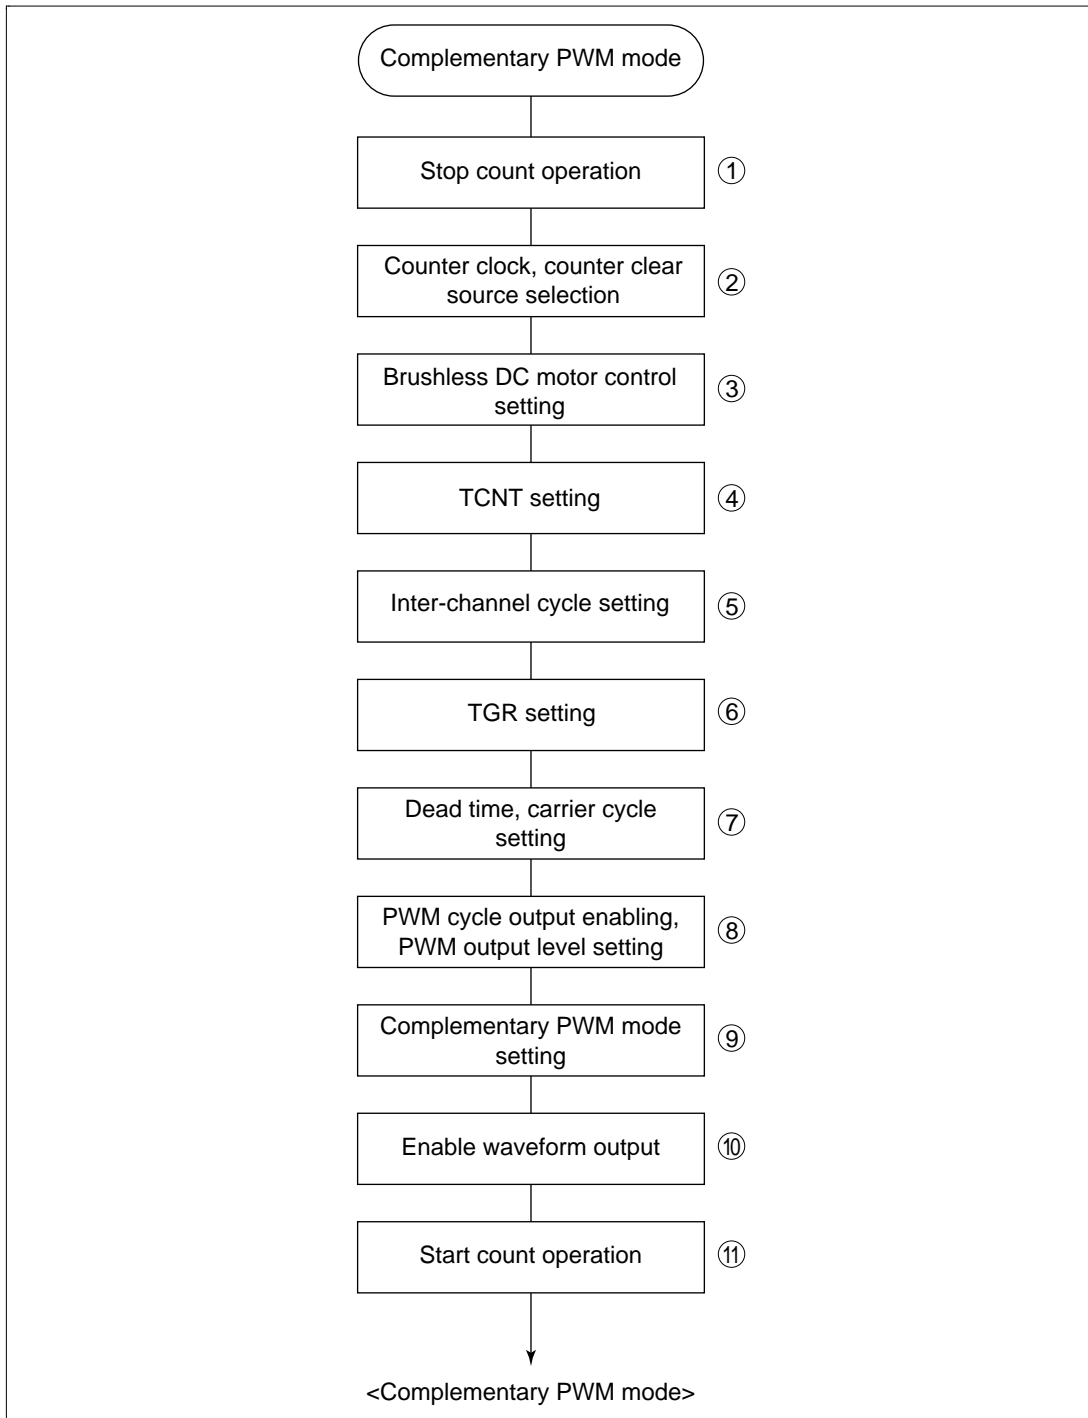 Complementary PWM mode
Stop count operation ①
Counter clock, counter clear
source selection ②
Brushless DC motor control
setting ③
TCNT setting ④
Inter-channel cycle setting ⑤
TGR setting ⑥
Dead time, carrier cycle
setting ⑦
PWM cycle output enabling,
PWM output level setting ⑧
Complementary PWM mode
setting ⑨
Enable waveform output ⑩
Start count operation ⑪
<Complementary PWM mode>